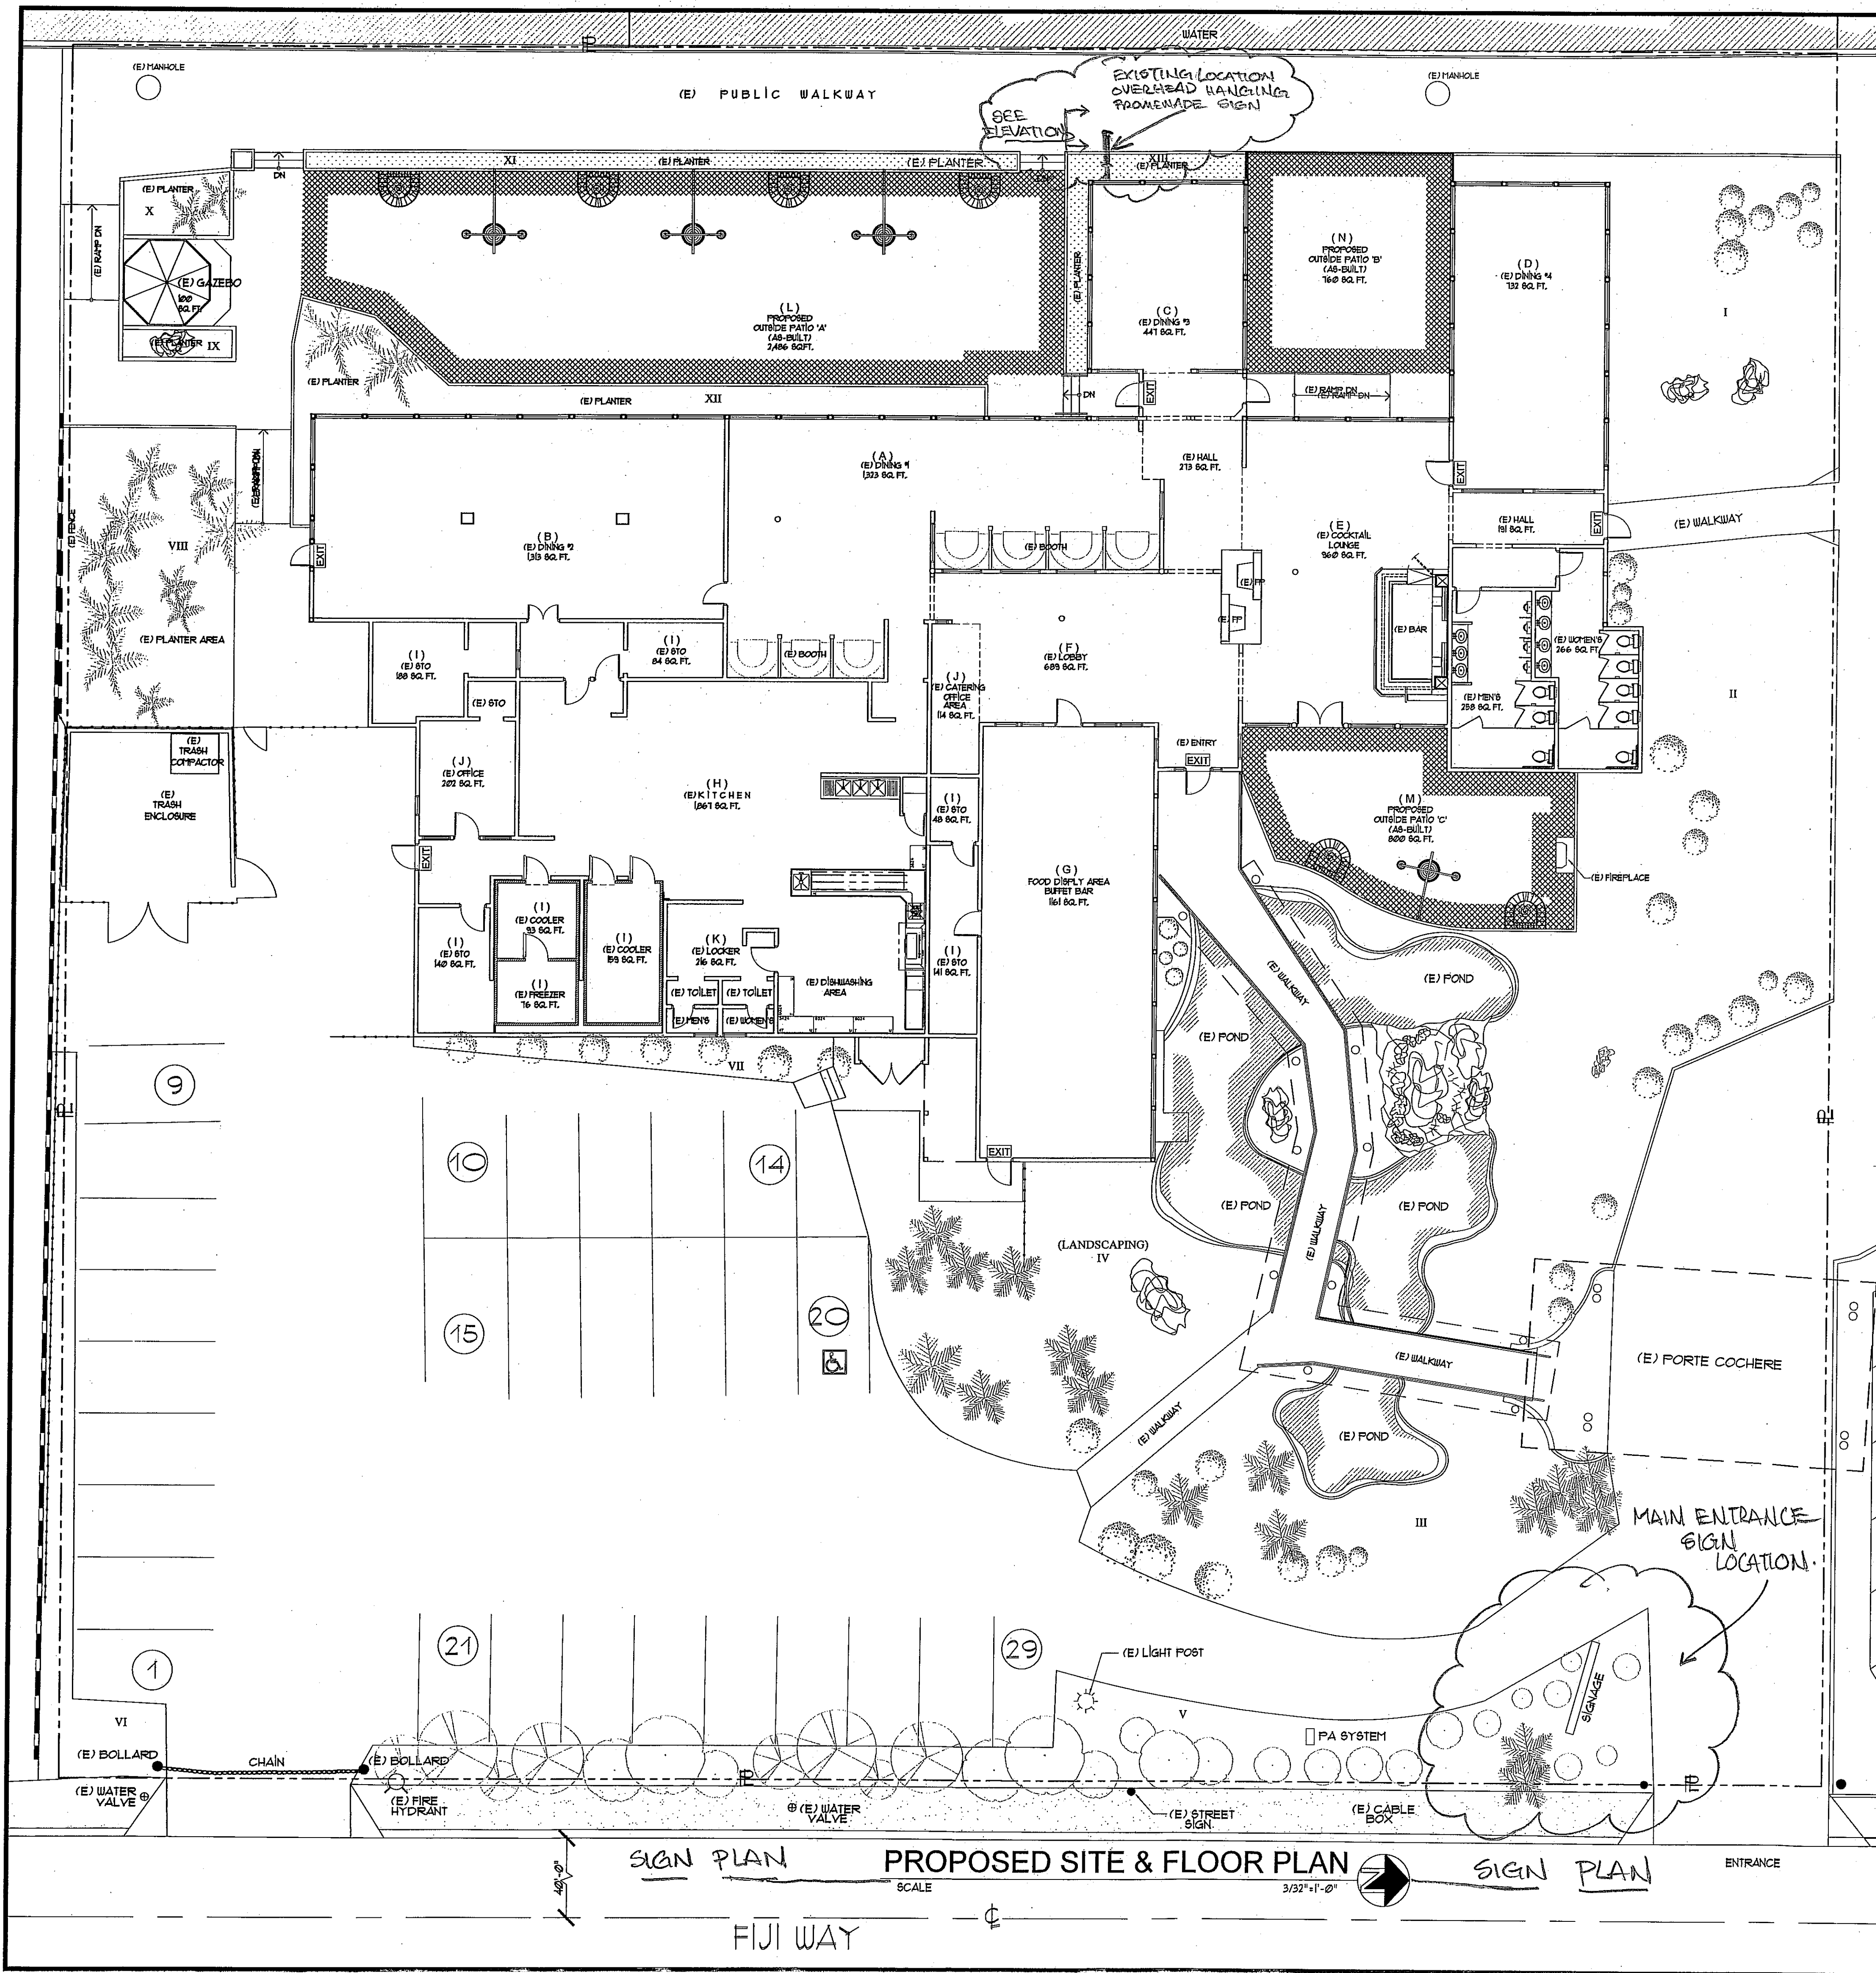 WATER
(E) MANHOLE
(E) PUBLIC WALKWAY
EXISTING LOCATION
OVERHEAD HANGING
PROMENADE SIGN
SEE
ELEVATION
(E) MANHOLE
XI
(E) PLANTER
(E) PLANTER
XIII
(E) PLANTER
DN
DN
(E) PLANTER
X
(E) RAMP DN
(E) GAZEBO
100
SQ. FT.
(E) PLANTER
IX
(E) PLANTER
(L)
PROPOSED
OUTSIDE PATIO 'A'
(AS-BUILT)
2,486 SQ.FT.
(E) PLANTER
(C)
(E) DINING #3
447 SQ. FT.
(N)
PROPOSED
OUTSIDE PATIO 'B'
(AS-BUILT)
760 SQ. FT.
(D)
(E) DINING #4
732 SQ. FT.
I
(E) PLANTER
XII
DN
EXIT
(E) RAMP DN
(E) FENCE
VIII
(E) PLANTER AREA
EXIT
(B)
(E) DINING #2
1,313 SQ. FT.
(A)
(E) DINING #1
1,323 SQ. FT.
(E) HALL
273 SQ. FT.
(E) BOOTH
(E)
(E) COCKTAIL
LOUNGE
960 SQ. FT.
EXIT
(E) HALL
191 SQ. FT.
EXIT
(E) WALKWAY
(E) FP
(E) FP
(E) BAR
(E) WOMEN'S
266 SQ. FT.
(E) MEN'S
258 SQ. FT.
II
(I)
(E) STO
188 SQ. FT.
(I)
(E) STO
84 SQ. FT.
(E) BOOTH
(J)
(E) CATERING
OFFICE
AREA
114 SQ. FT.
(F)
(E) LOBBY
689 SQ. FT.
(E) STO
(E)
TRASH
COMPACTOR
(E)
TRASH
ENCLOSURE
(J)
(E) OFFICE
202 SQ. FT.
(H)
(E) KITCHEN
1,867 SQ. FT.
(I)
(E) STO
48 SQ. FT.
(E) ENTRY
EXIT
(M)
PROPOSED
OUTSIDE PATIO 'C'
(AS-BUILT)
800 SQ. FT.
(E) FIREPLACE
EXIT
(G)
FOOD DISPLY AREA
BUFFET BAR
1161 SQ. FT.
(I)
(E) STO
140 SQ. FT.
(I)
(E) COOLER
93 SQ. FT.
(I)
(E) FREEZER
76 SQ. FT.
(I)
(E) COOLER
159 SQ. FT.
(K)
(E) LOCKER
216 SQ. FT.
(E) TOILET
(E) TOILET
(E) MEN'S
(E) WOMEN'S
(E) DISHWASHING
AREA
(I)
(E) STO
141 SQ. FT.
(E) WALKWAY
(E) POND
(E) POND
VII
9
10
14
EXIT
(E) POND
(E) POND
(E) WALKWAY
(LANDSCAPING)
IV
15
20
(E) WALKWAY
(E) PORTE COCHERE
(E) WALKWAY
(E) POND
III
MAIN ENTRANCE
SIGN
LOCATION.
1
21
29
(E) LIGHT POST
SIGNAGE
VI
V
PA SYSTEM
(E) BOLLARD
CHAIN
(E) BOLLARD
(E) WATER
VALVE
(E) FIRE
HYDRANT
(E) WATER
VALVE
(E) STREET
SIGN
(E) CABLE
BOX
PL
PL
SIGN PLAN
PROPOSED SITE & FLOOR PLAN
SIGN PLAN
ENTRANCE
SCALE
3/32"=1'-0"
40'-0"
FIJI WAY